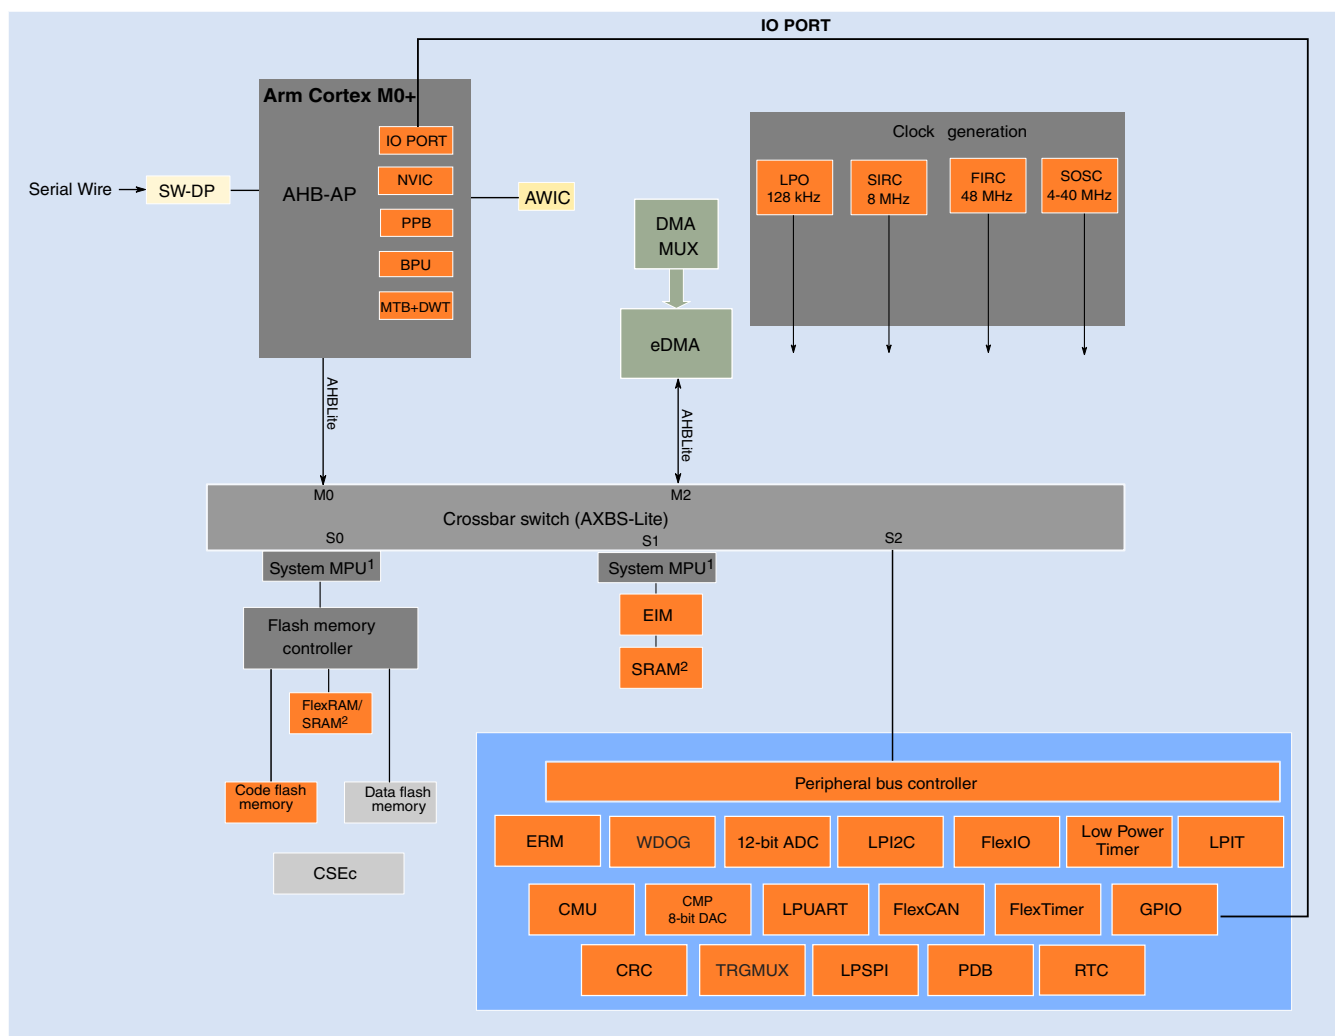 IO PORT
Arm Cortex M0+
IO PORT
NVIC
AHB-AP
PPB
BPU
MTB+DWT
Serial Wire
SW-DP
AWIC
DMA
MUX
eDMA
Clock generation
LPO
128 kHz
SIRC
8 MHz
FIRC
48 MHz
SOSC
4-40 MHz
AHBLite
AHBLite
M0
M2
Crossbar switch (AXBS-Lite)
S0
S1
S2
System MPU1
System MPU1
Flash memory
controller
EIM
SRAM2
FlexRAM/
SRAM2
Code flash
memory
Data flash
memory
CSEc
Peripheral bus controller
ERM
WDOG
12-bit ADC
LPI2C
FlexIO
Low Power
Timer
LPIT
CMU
CMP
8-bit DAC
LPUART
FlexCAN
FlexTimer
GPIO
CRC
TRGMUX
LPSPI
PDB
RTC